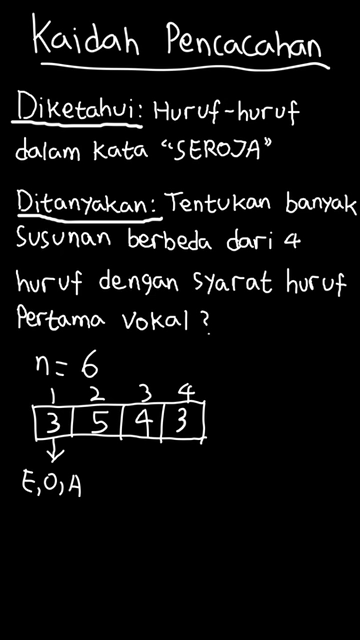 Kaidah Pencacahan
Diketahui: Huruf-huruf
dalam kata "SEROJA"
Ditanyakan: Tentukan banyak
susunan berbeda dari 4
huruf dengan syarat huruf
Pertama vokal?
n = 6
1 2 3 4
3 5 4 3
E, O, A